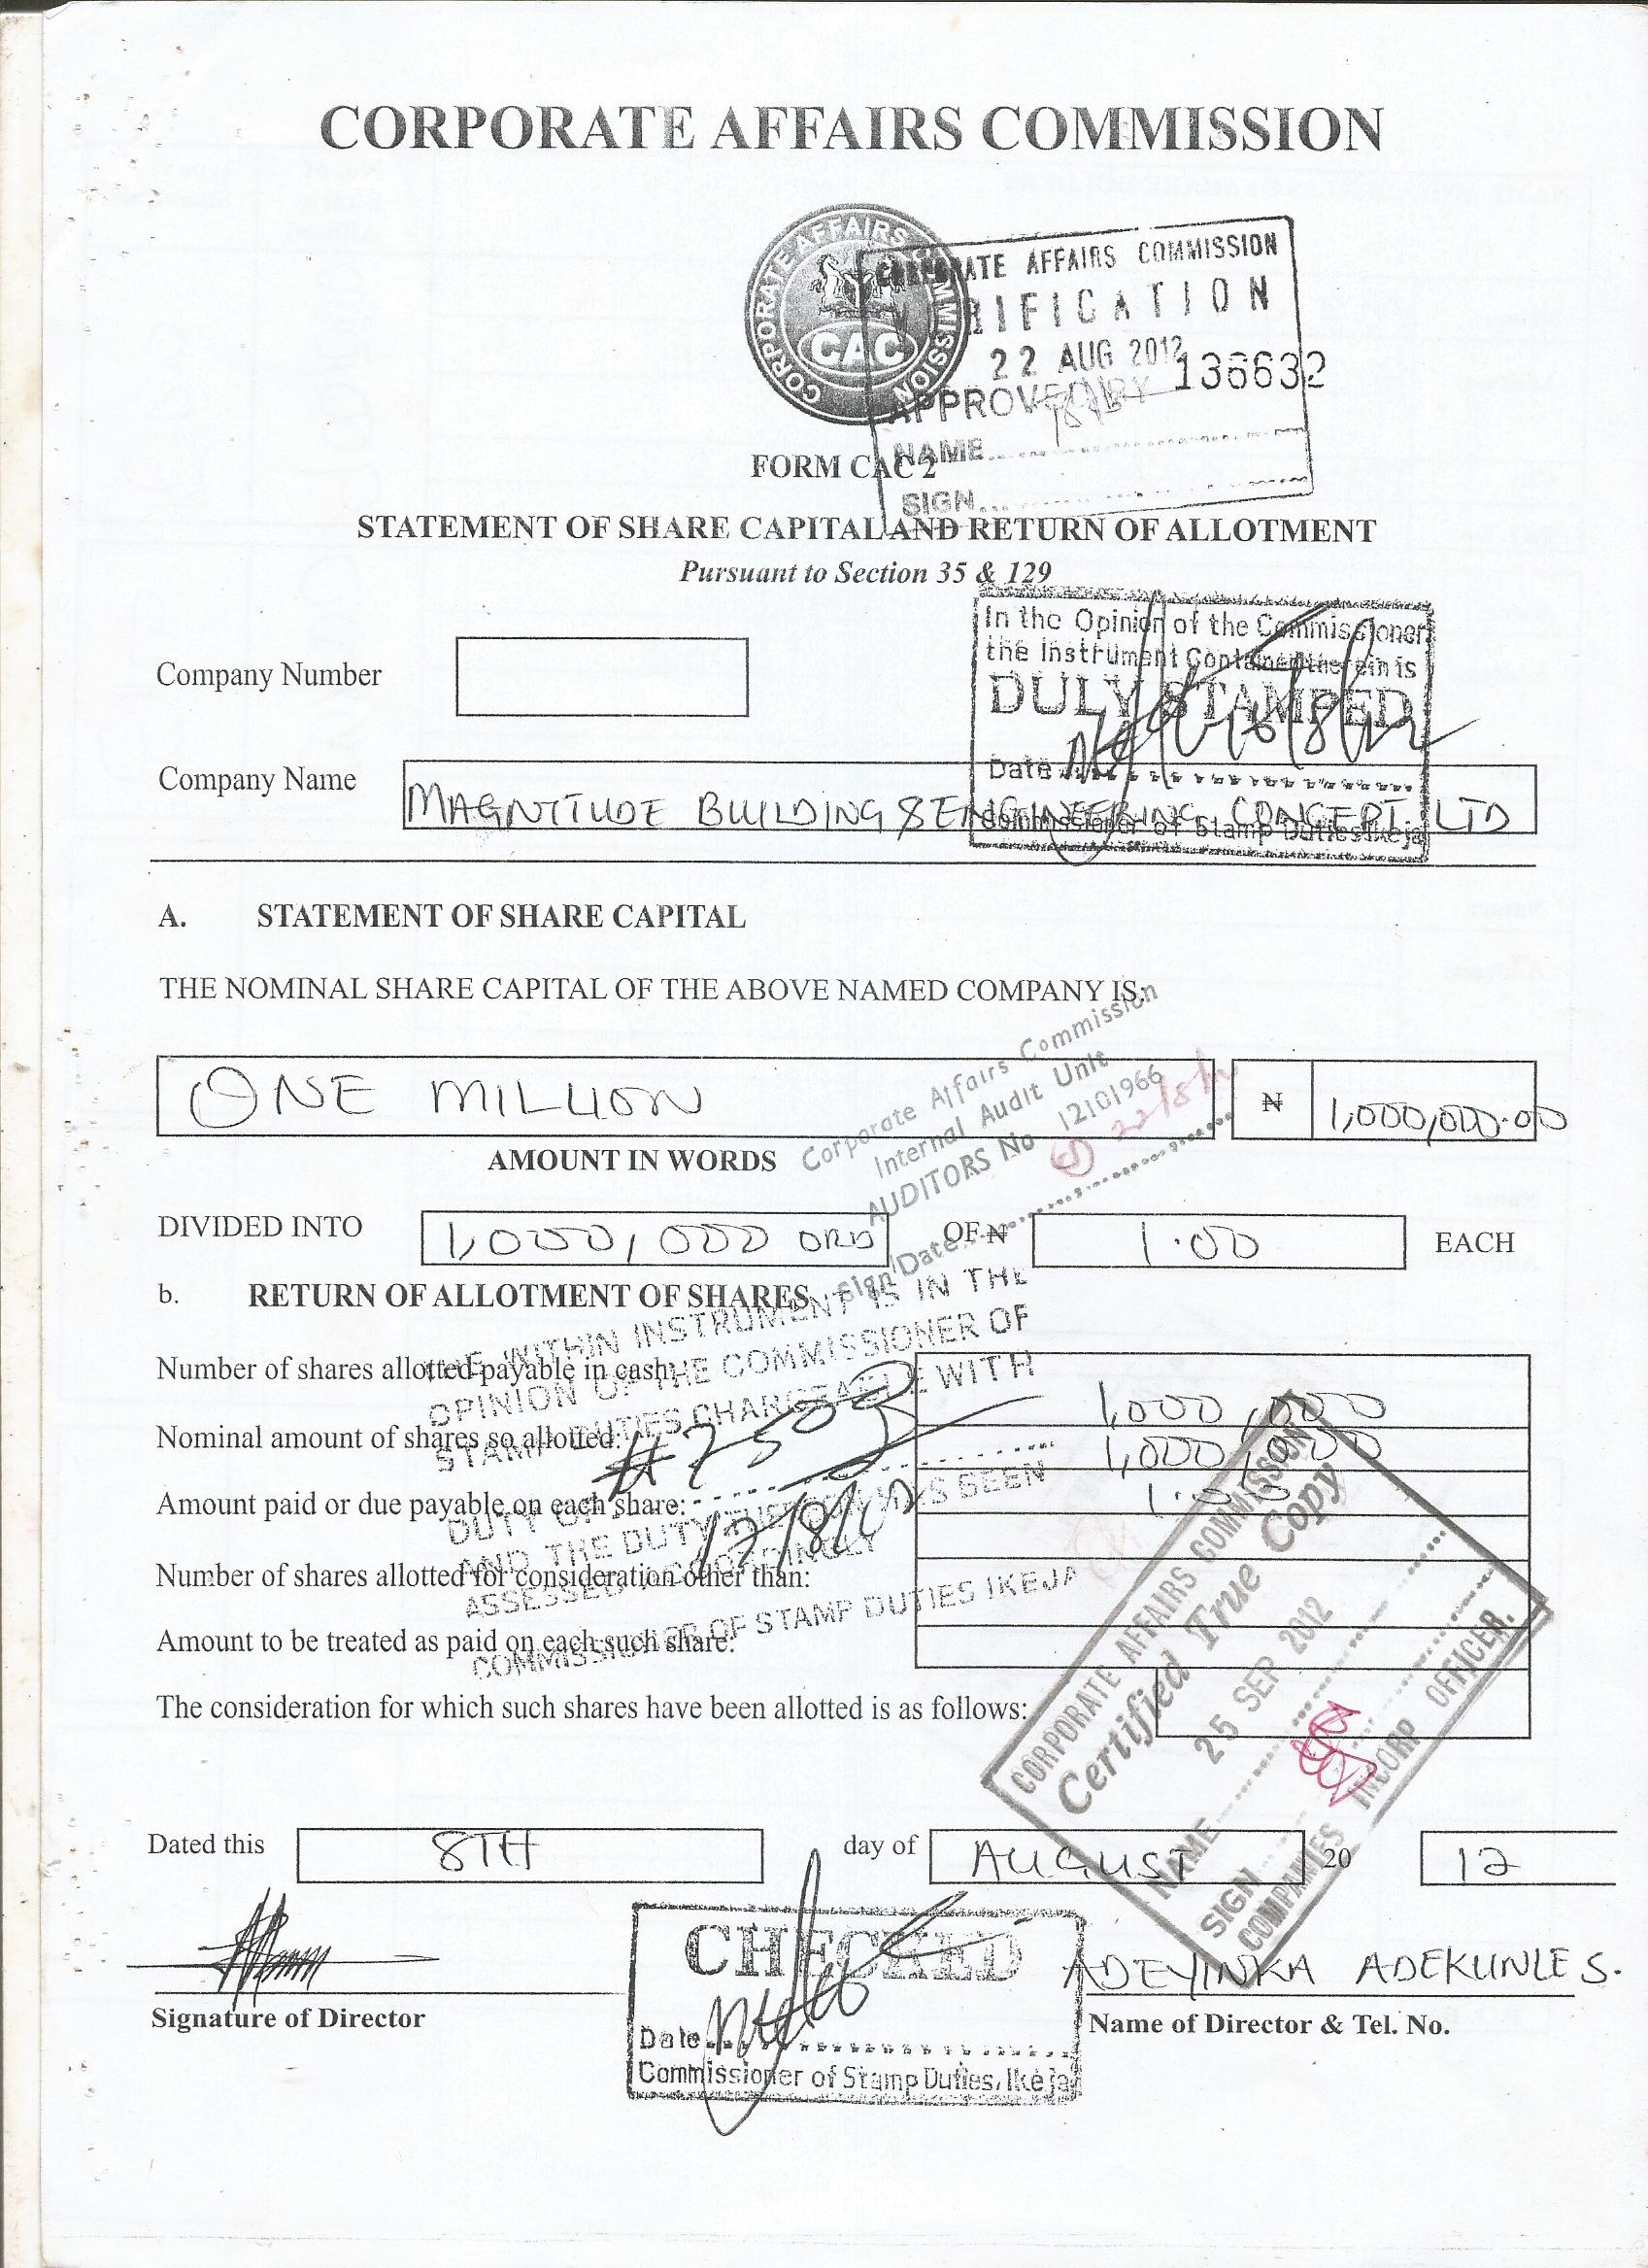 CORPORATE AFFAIRS COMMISSION
CORPORATE AFFAIRS COMMISSION
CAC
CORPORATE AFFAIRS COMMISSION
RIFICATION
22 AUG 2012
136632
APPROVED BY
NAME
FORM CAC 2
SIGN
STATEMENT OF SHARE CAPITAL AND RETURN OF ALLOTMENT
Pursuant to Section 35 & 129
In the Opinion of the Commissioner
the Instrument Contained therein is
DULY STAMPED
Date
Commissioner of Stamp Duties Ikeja
Company Number
Company Name MAGNITUDE BUILDING & ENGINEERING CONCEPT LTD
A. STATEMENT OF SHARE CAPITAL
THE NOMINAL SHARE CAPITAL OF THE ABOVE NAMED COMPANY IS:
ONE MILLION ₦ 1,000,000.00
AMOUNT IN WORDS
Corporate Affairs Commission
Internal Audit Unit
AUDITORS No 12101966
Sign/Date
DIVIDED INTO 1,000,000 ORD OF ₦ 1.00 EACH
b. RETURN OF ALLOTMENT OF SHARES
THE WITHIN INSTRUMENT IS IN THE
OPINION OF THE COMMISSIONER OF
STAMP DUTIES CHARGEABLE WITH
DUTY OF
AND THE DUTY THEREON HAS BEEN
ASSESSED ACCORDINGLY
COMMISSIONER OF STAMP DUTIES IKEJA
Number of shares allotted payable in cash: 1,000,000
Nominal amount of shares so allotted: 1,000,000
Amount paid or due payable on each share: 1.00
Number of shares allotted for consideration other than:
Amount to be treated as paid on each such share:
The consideration for which such shares have been allotted is as follows:
CORPORATE AFFAIRS COMMISSION
Certified True Copy
25 SEP 2012
NAME
SIGN
COMPANIES INCORP OFFICER.
Dated this 8TH day of AUGUST 20 12
CHECKED
Date
Commissioner of Stamp Duties, Ikeja
ADEYINKA ADEKUNLE S.
Signature of Director
Name of Director & Tel. No.